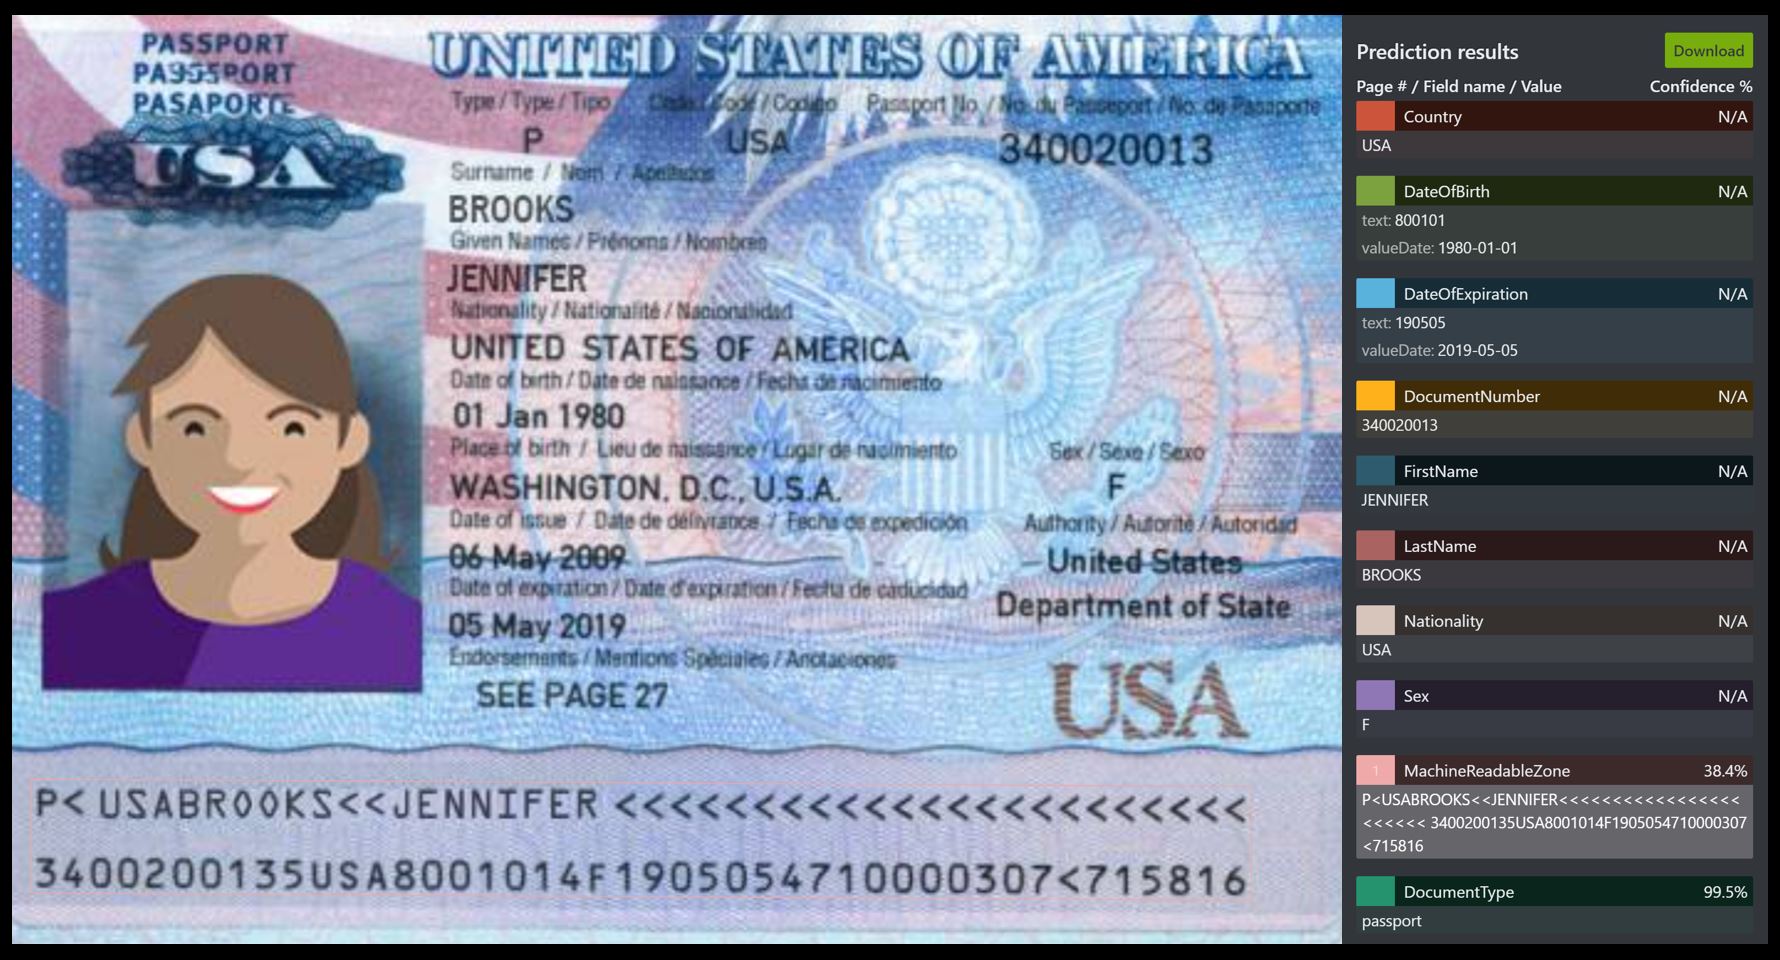 PASSPORT
PASSEPORT
PASAPORTE
USA
UNITED STATES OF AMERICA
Type / Type / Tipo Code / Code / Codigo Passport No. / No. du Passeport / No. de Pasaporte
P USA 340020013
Surname / Nom / Apellidos
BROOKS
Given Names / Prénoms / Nombres
JENNIFER
Nationality / Nationalité / Nacionalidad
UNITED STATES OF AMERICA
Date of birth / Date de naissance / Fecha de nacimiento
01 Jan 1980
Place of birth / Lieu de naissance / Lugar de nacimiento Sex / Sexe / Sexo
WASHINGTON, D.C., U.S.A. F
Date of issue / Date de délivrance / Fecha de expedición Authority / Autorité / Autoridad
06 May 2009 United States
Date of expiration / Date d'expiration / Fecha de caducidad Department of State
05 May 2019
Endorsements / Mentions Spéciales / Anotaciones
SEE PAGE 27
USA
P< USABROOKS<<JENNIFER <<<<<<<<<<<<<<<<<<<<<<<
3400200135USA8001014F1905054710000307<715816
Prediction results Download
Page # / Field name / Value Confidence %
Country N/A
USA
DateOfBirth N/A
text: 800101
valueDate: 1980-01-01
DateOfExpiration N/A
text: 190505
valueDate: 2019-05-05
DocumentNumber N/A
340020013
FirstName N/A
JENNIFER
LastName N/A
BROOKS
Nationality N/A
USA
Sex N/A
F
1 MachineReadableZone 38.4%
P<USABROOKS<<JENNIFER<<<<<<<<<<<<<<<<<
<<<<<< 3400200135USA8001014F1905054710000307
<715816
DocumentType 99.5%
passport